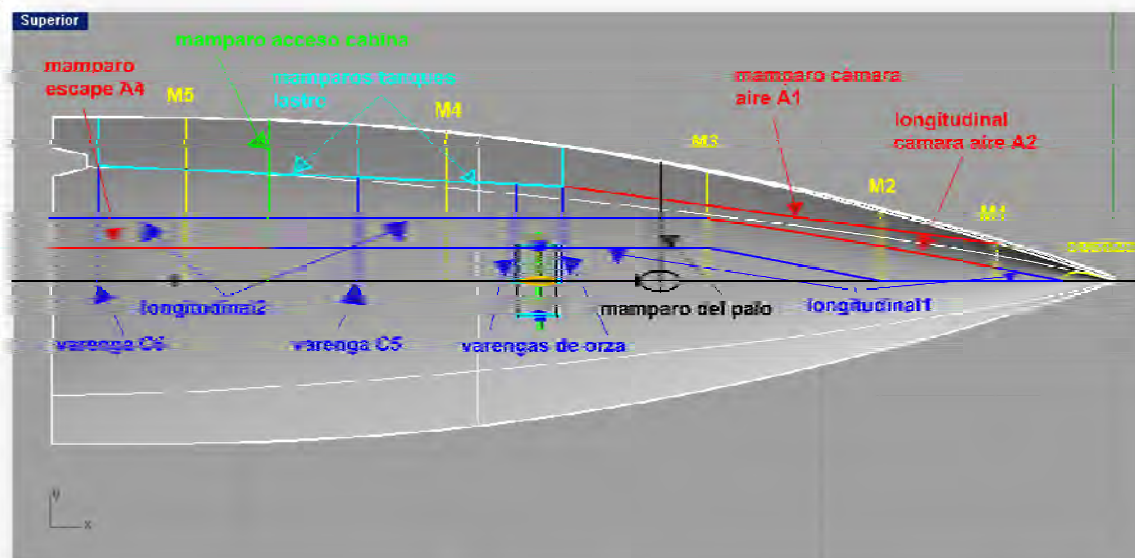 Superior
mamparo acceso cabina
mamparo
escape A4
M5
mamparos tanques
lastre
M4
mamparo camara
aire A1
longitudinal
camara aire A2
M3
M2
M1
longitudinal2
mamparo del palo
longitudinal1
varenga C6
varenga C5
varengas de orza
y
x